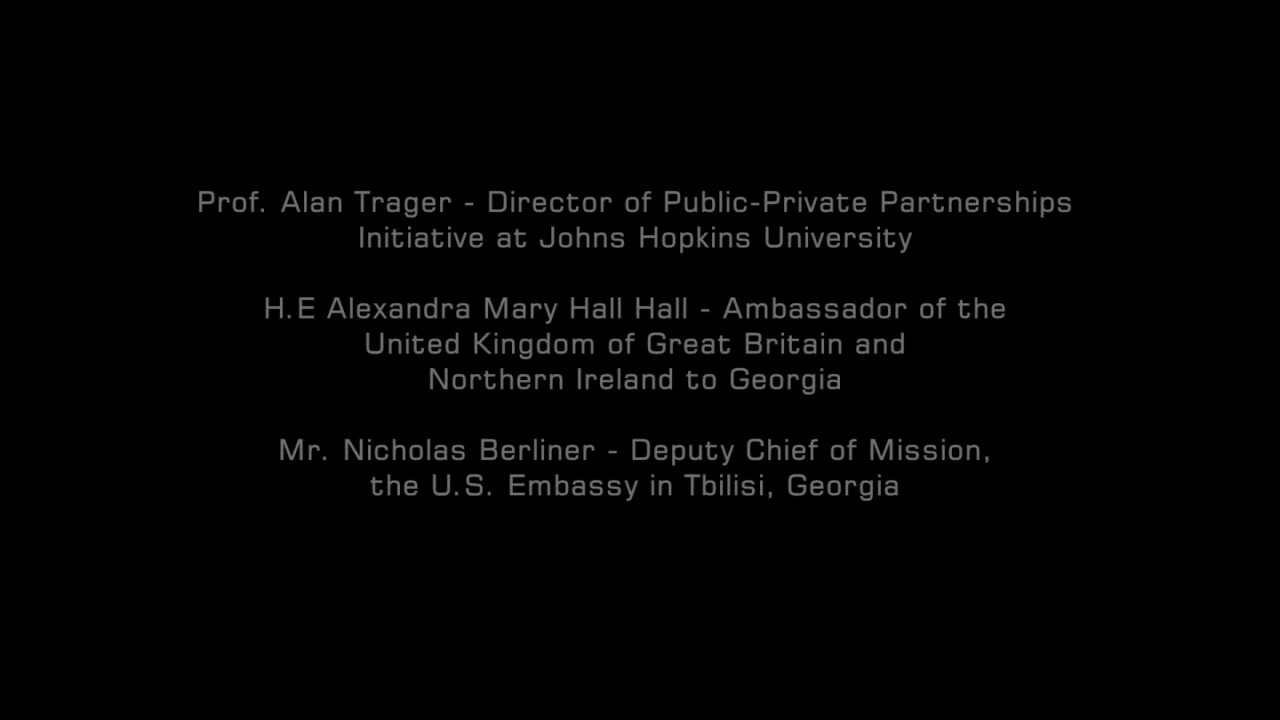 Prof. Alan Trager - Director of Public-Private Partnerships
Initiative at Johns Hopkins University
H.E Alexandra Mary Hall Hall - Ambassador of the
United Kingdom of Great Britain and
Northern Ireland to Georgia
Mr. Nicholas Berliner - Deputy Chief of Mission,
the U.S. Embassy in Tbilisi, Georgia